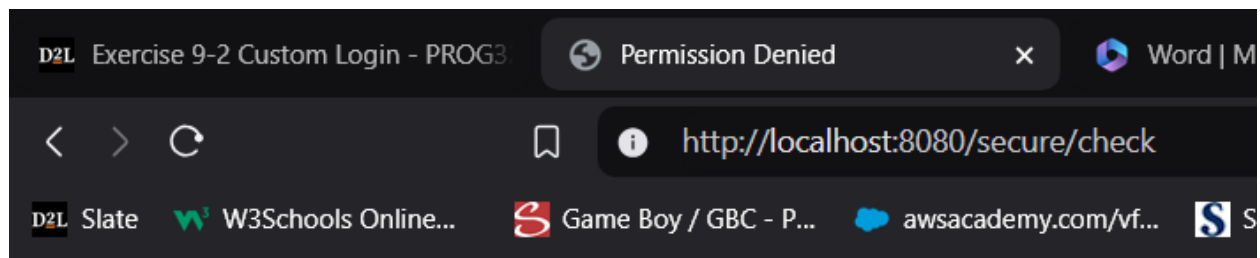 D2L Exercise 9-2 Custom Login - PROG3 Permission Denied Word | M
http://localhost:8080/secure/check
D2L Slate W3Schools Online... Game Boy / GBC - P... awsacademy.com/vf... S S